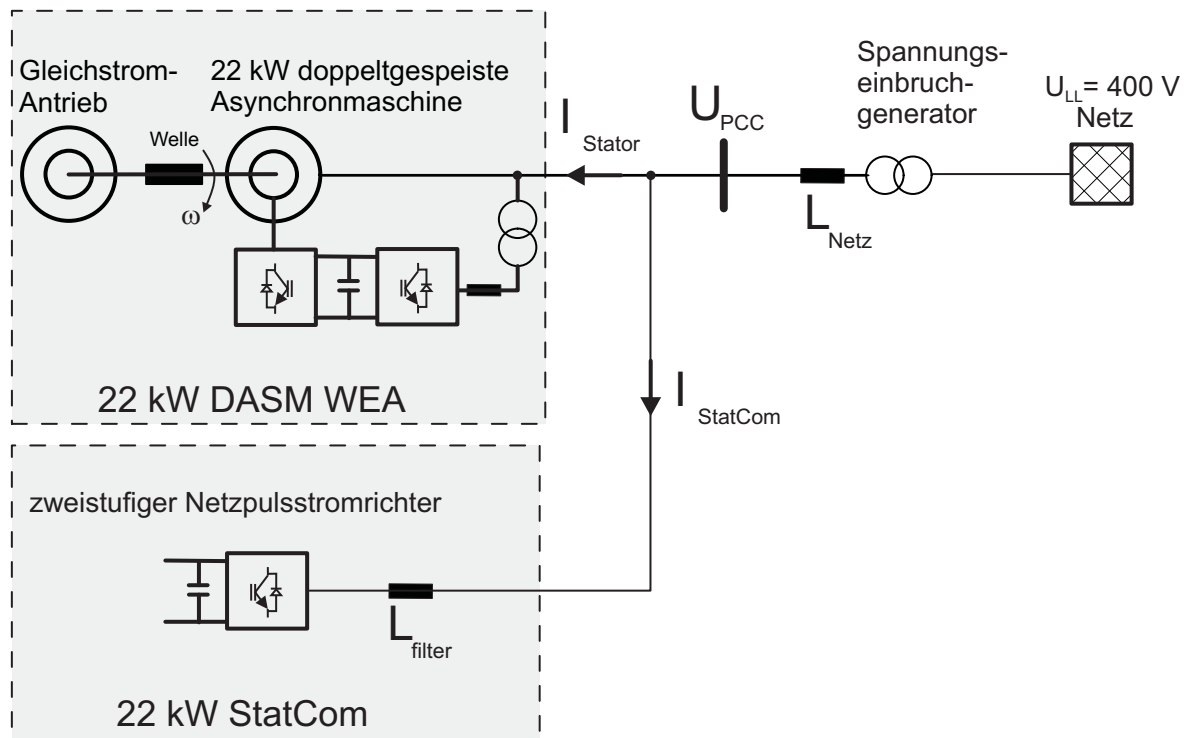 Gleichstrom-
Antrieb
22 kW doppeltgespeiste
Asynchronmaschine
Welle
ω
22 kW DASM WEA
I Stator
U PCC
L Netz
Spannungs-
einbruch-
generator
U LL = 400 V
Netz
I StatCom
zweistufiger Netzpulsstromrichter
L filter
22 kW StatCom